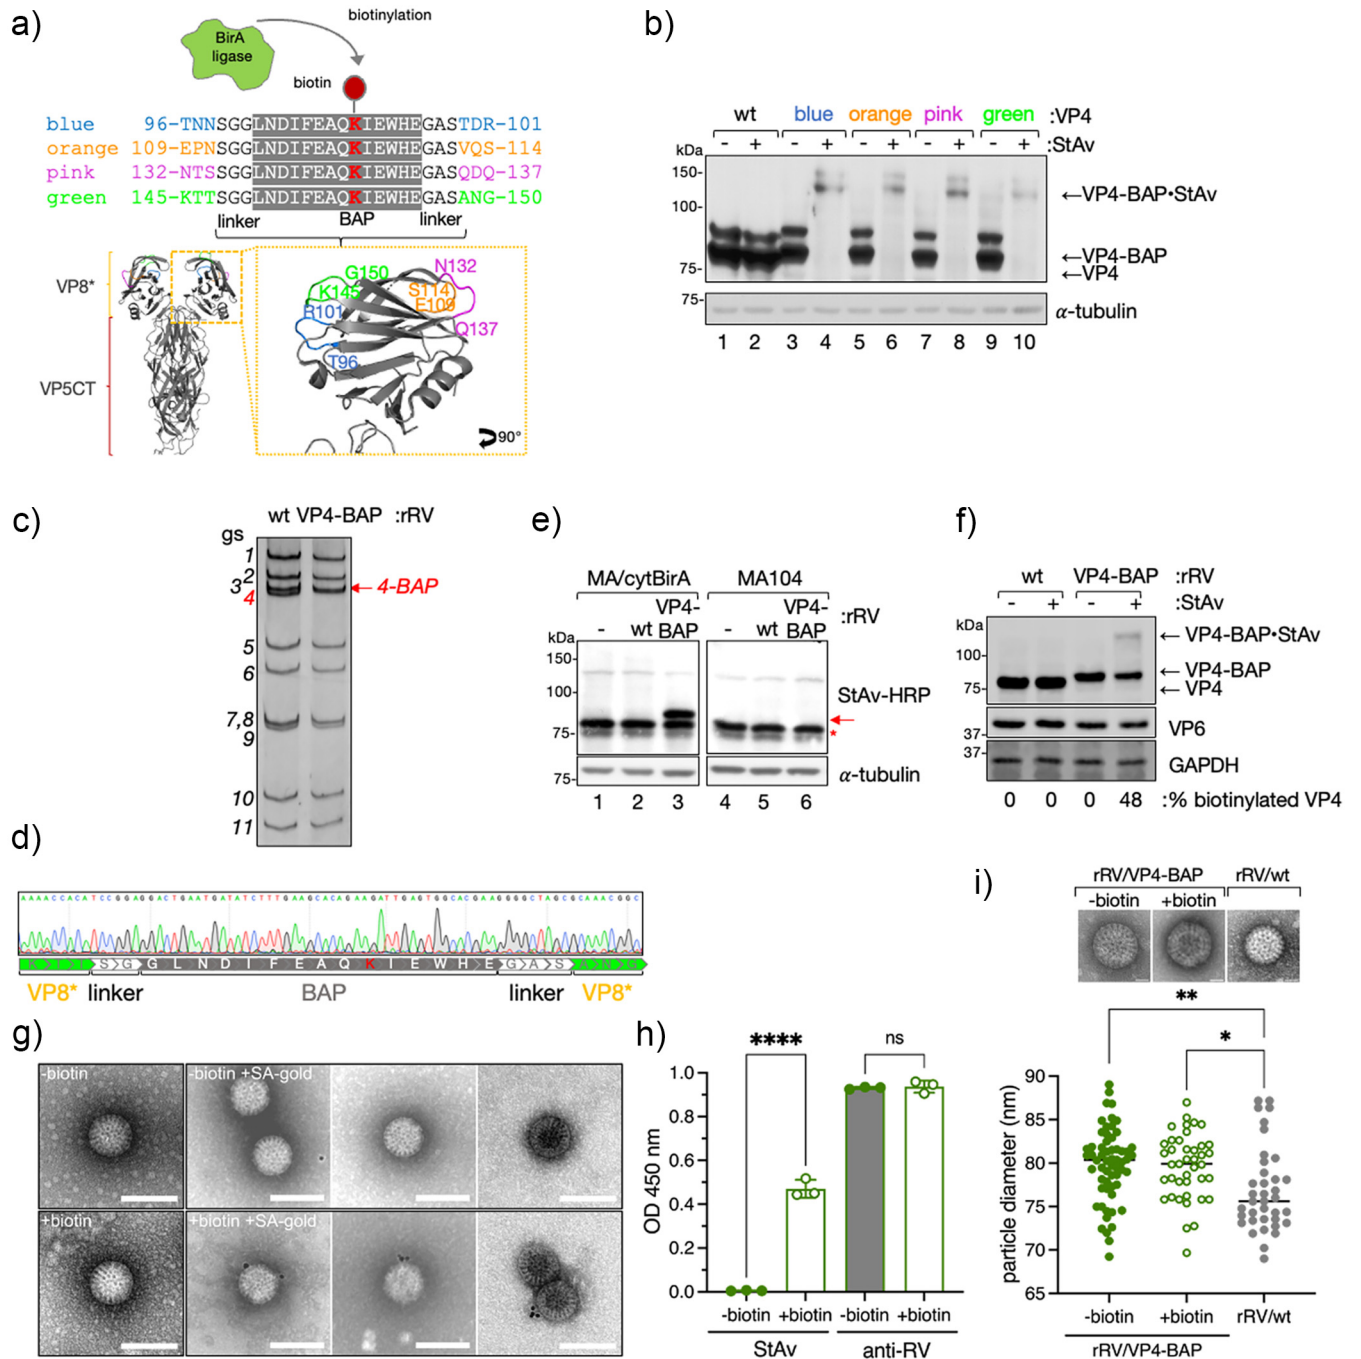 a)
biotinylation
BirA
ligase
biotin
blue 96-TNNSGGLNDIFEAQKIEWHEGASTDR-101
orange 109-EPNSGGLNDIFEAQKIEWHEGASVQS-114
pink 132-NTSSGGLNDIFEAQKIEWHEGASQDQ-137
green 145-KTTSGGLNDIFEAQKIEWHEGASANG-150
linker BAP linker
VP8*
VP5CT
G150
N132
K145
S114
E109
R101
Q137
T96
90°
b)
wt blue orange pink green :VP4
- + - + - + - + - + :StAv
kDa
150-
100-
75-
←VP4-BAP•StAv
←VP4-BAP
←VP4
75-
α-tubulin
1 2 3 4 5 6 7 8 9 10
c)
wt VP4-BAP :rRV
gs
1
2
3
4
← 4-BAP
5
6
7,8
9
10
11
d)
AAAACCACATCCGGAGGACTGAATGATATCTTTGAAGCACAGAAGATTGAGTGGCACGAAGGGGCTAGCGCAAACGGC
K T T S G G L N D I F E A Q K I E W H E G A S A N G
VP8* linker BAP linker VP8*
e)
MA/cytBirA MA104
- wt VP4-BAP - wt VP4-BAP :rRV
kDa
150-
100-
75-
StAv-HRP
*
75-
α-tubulin
1 2 3 4 5 6
f)
wt VP4-BAP :rRV
- + - + :StAv
kDa
100-
75-
← VP4-BAP•StAv
← VP4-BAP
← VP4
37-
VP6
37-
GAPDH
0 0 0 48 :% biotinylated VP4
g)
-biotin
-biotin +SA-gold
+biotin
+biotin +SA-gold
h)
**** ns
OD 450 nm
1.0
0.8
0.6
0.4
0.2
0.0
-biotin +biotin -biotin +biotin
StAv anti-RV
i)
rRV/VP4-BAP rRV/wt
-biotin +biotin
**
*
particle diameter (nm)
90
85
80
75
70
65
-biotin +biotin rRV/wt
rRV/VP4-BAP